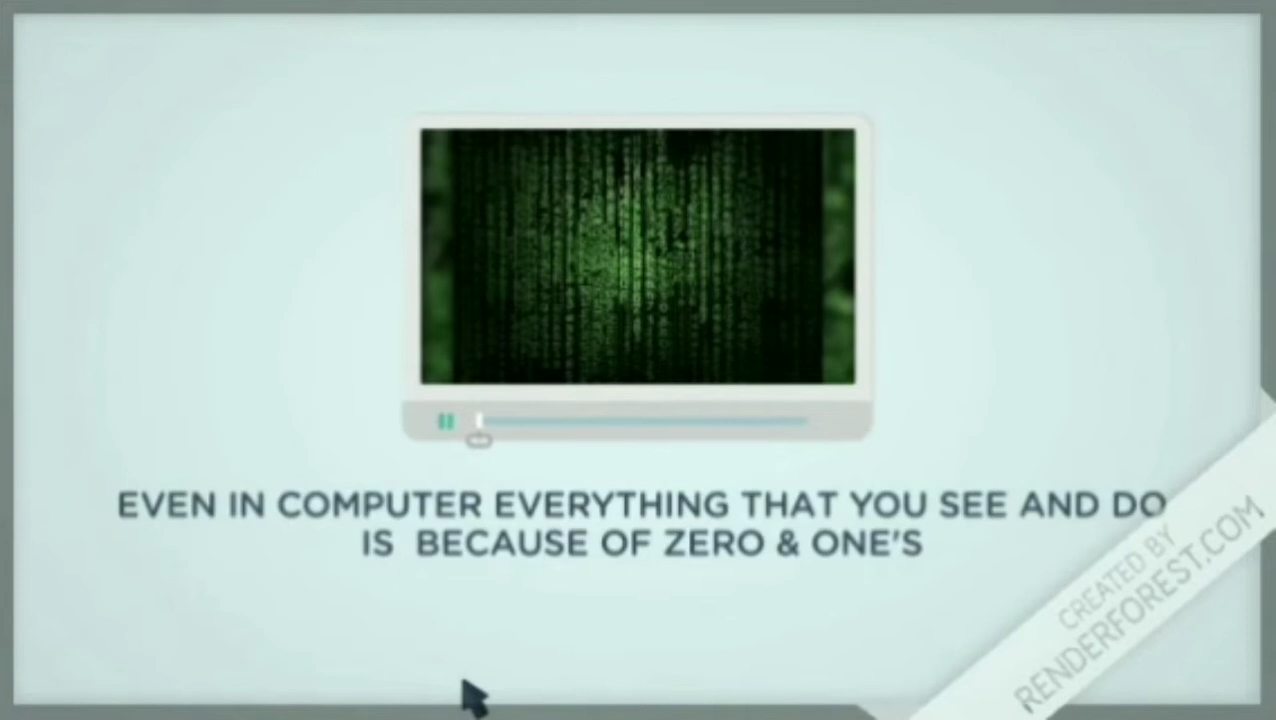 EVEN IN COMPUTER EVERYTHING THAT YOU SEE AND DO
IS BECAUSE OF ZERO & ONE'S
CREATED BY
RENDERFOREST.COM